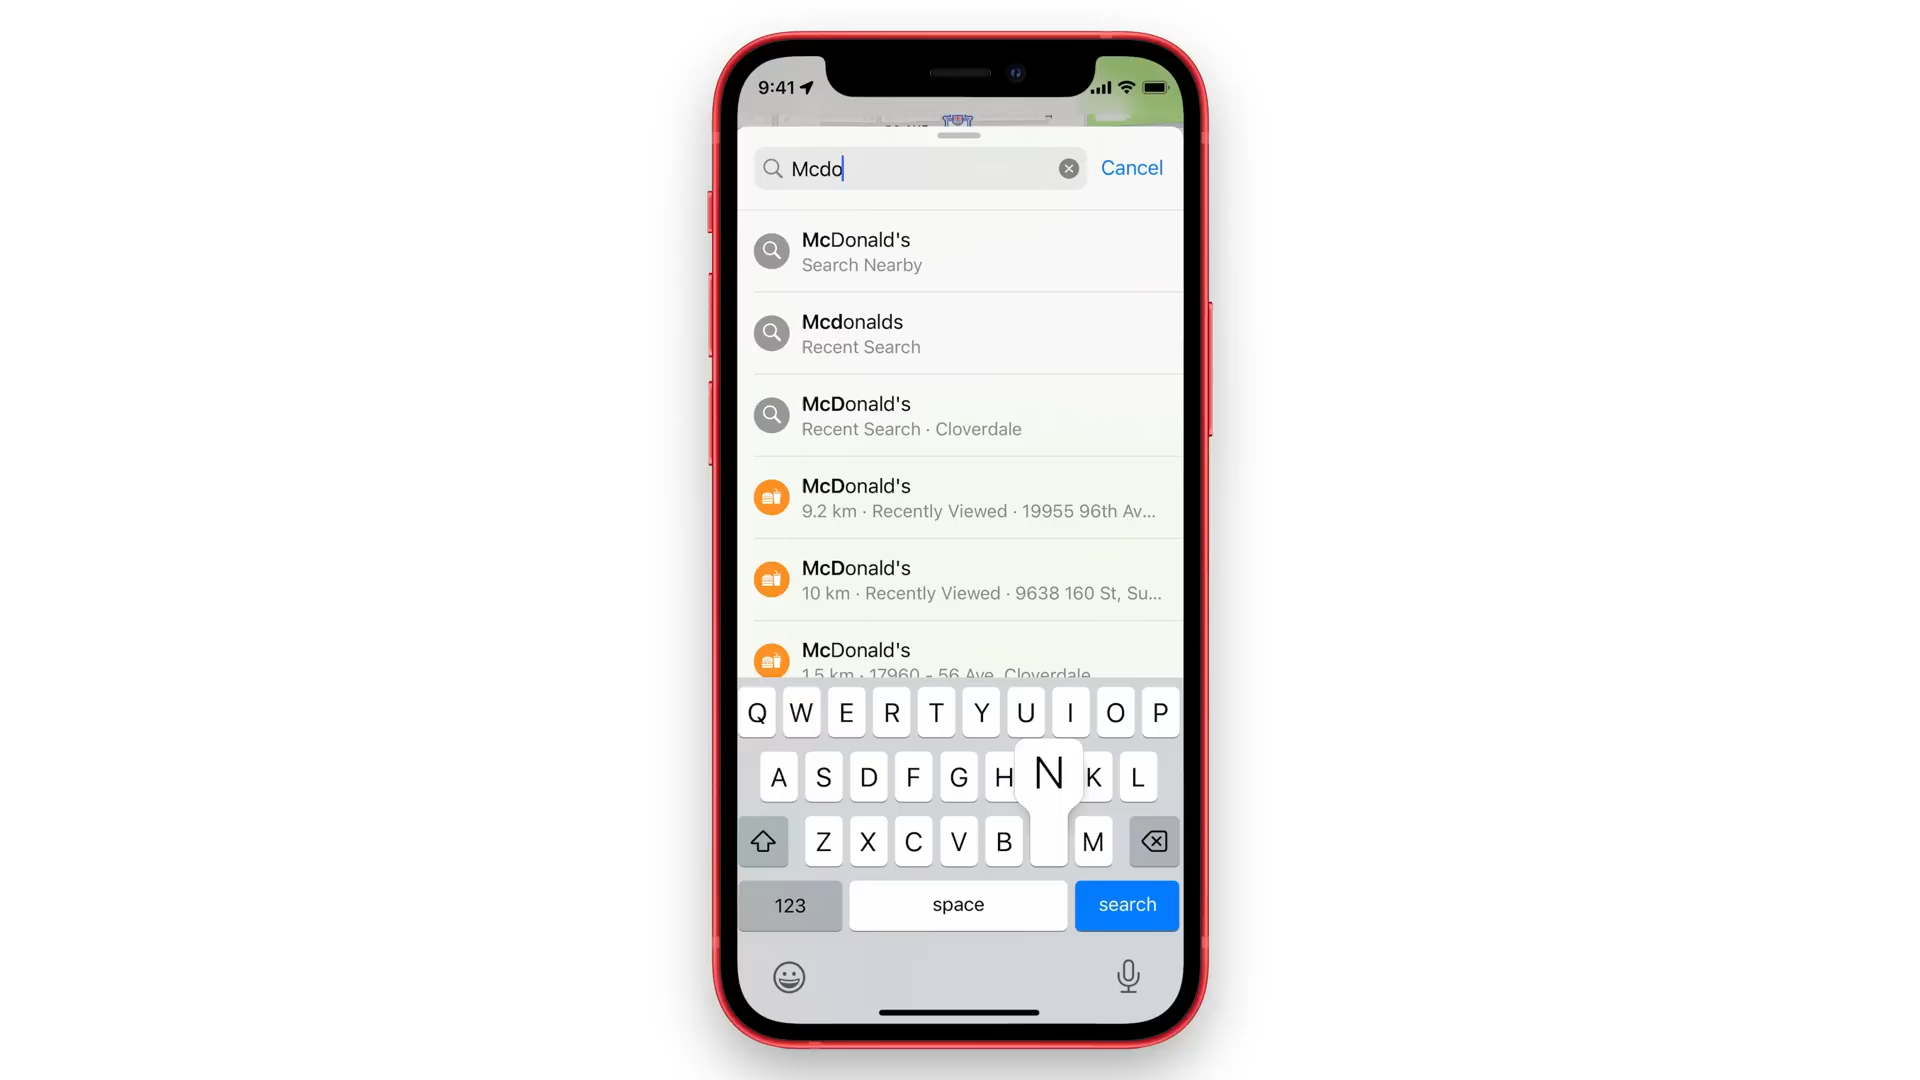 9:41
Mcdo
Cancel
McDonald's
Search Nearby
Mcdonalds
Recent Search
McDonald's
Recent Search · Cloverdale
McDonald's
9.2 km · Recently Viewed · 19955 96th Av...
McDonald's
10 km · Recently Viewed · 9638 160 St, Su...
McDonald's
1.5 km · 17960 - 56 Ave, Cloverdale
Q W E R T Y U I O P
A S D F G H N K L
Z X C V B M
123 space search